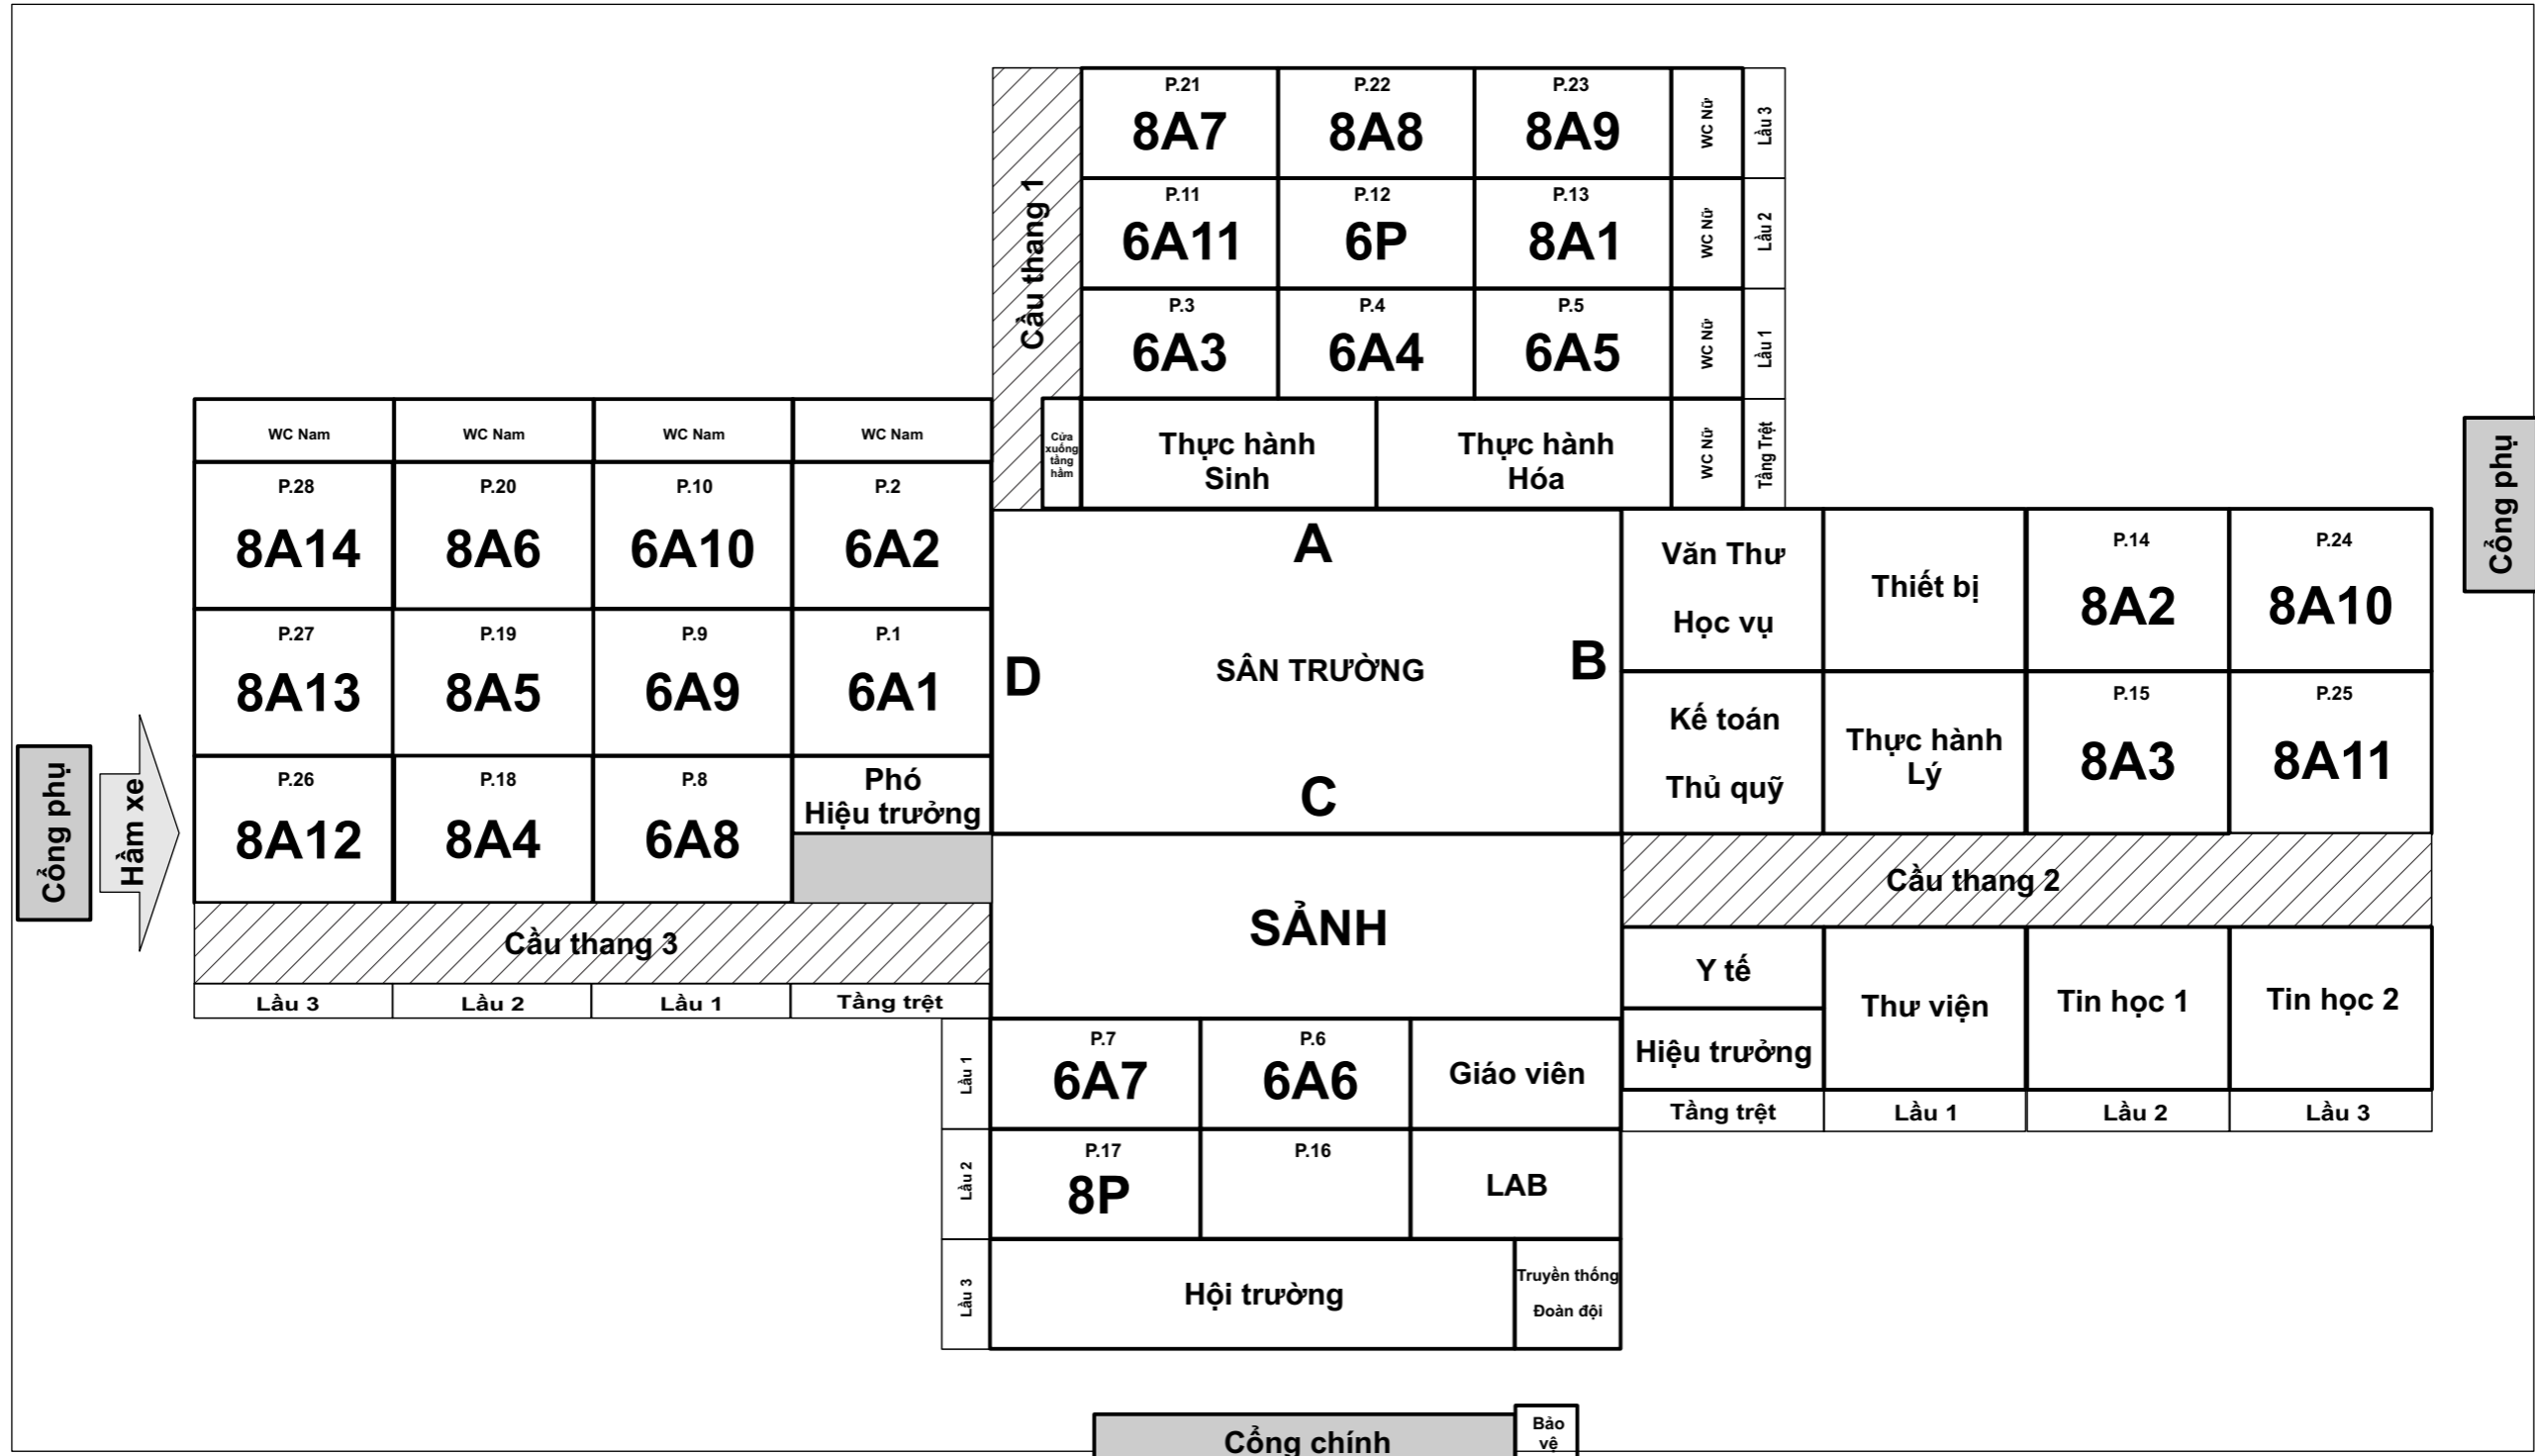 P.21
8A7
P.22
8A8
P.23
8A9
WC Nữ
Lầu 3
Cầu thang 1
P.11
6A11
P.12
6P
P.13
8A1
WC Nữ
Lầu 2
P.3
6A3
P.4
6A4
P.5
6A5
WC Nữ
Lầu 1
Cửa
xuống
tầng
hầm
Thực hành
Sinh
Thực hành
Hóa
WC Nữ
Tầng Trệt
WC Nam
WC Nam
WC Nam
WC Nam
P.28
8A14
P.20
8A6
P.10
6A10
P.2
6A2
P.27
8A13
P.19
8A5
P.9
6A9
P.1
6A1
P.26
8A12
P.18
8A4
P.8
6A8
Phó
Hiệu trưởng
Cổng phụ
Hầm xe
Cầu thang 3
Lầu 3
Lầu 2
Lầu 1
Tầng trệt
A
D
SÂN TRƯỜNG
B
C
SẢNH
Văn Thư
Học vụ
Thiết bị
P.14
8A2
P.24
8A10
Kế toán
Thủ quỹ
Thực hành
Lý
P.15
8A3
P.25
8A11
Cổng phụ
Cầu thang 2
Y tế
Hiệu trưởng
Thư viện
Tin học 1
Tin học 2
Tầng trệt
Lầu 1
Lầu 2
Lầu 3
Lầu 1
P.7
6A7
P.6
6A6
Giáo viên
Lầu 2
P.17
8P
P.16
LAB
Lầu 3
Hội trường
Truyền thống
Đoàn đội
Cổng chính
Bảo
vệ